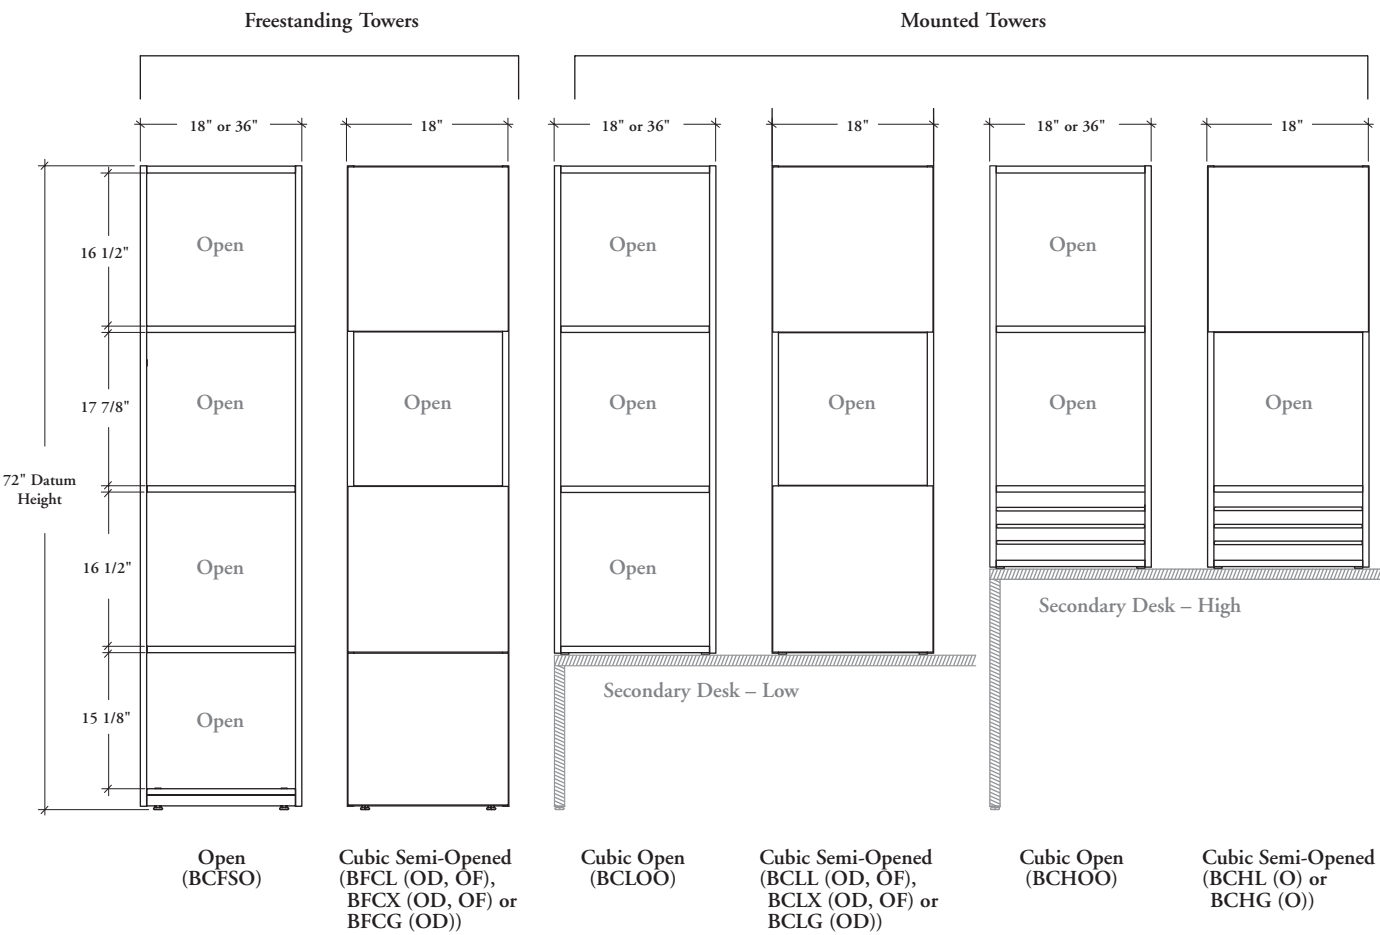 Freestanding Towers
Mounted Towers
18" or 36"
18"
18" or 36"
18"
18" or 36"
18"
Open
Open
Open
16 1/2"
Open
Open
Open
Open
Open
Open
17 7/8"
72" Datum
Height
Open
Open
16 1/2"
Secondary Desk – High
Secondary Desk – Low
Open
15 1/8"
Open
(BCFSO)
Cubic Semi-Opened
(BFCL (OD, OF),
BFCX (OD, OF) or
BFCG (OD))
Cubic Open
(BCLOO)
Cubic Semi-Opened
(BCLL (OD, OF),
BCLX (OD, OF) or
BCLG (OD))
Cubic Open
(BCHOO)
Cubic Semi-Opened
(BCHL (O) or
BCHG (O))